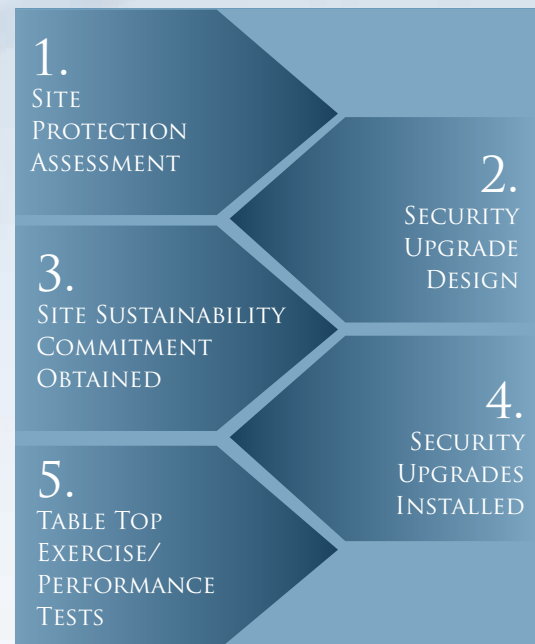 1.
Site
Protection
Assessment
2.
Security
Upgrade
Design
3.
Site Sustainability
Commitment
Obtained
4.
Security
Upgrades
Installed
5.
Table Top
Exercise/
Performance
Tests